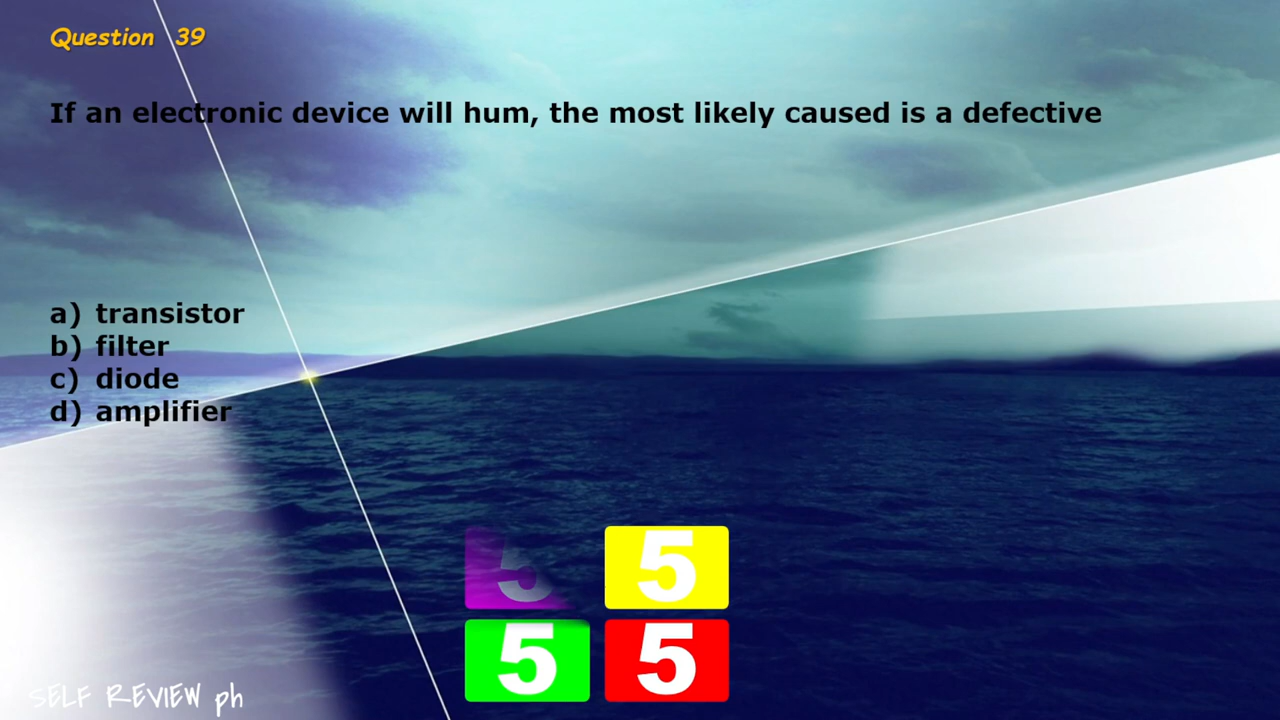 Question 39
If an electronic device will hum, the most likely caused is a defective
a) transistor
b) filter
c) diode
d) amplifier
5 5
5 5
SELF REVIEW ph